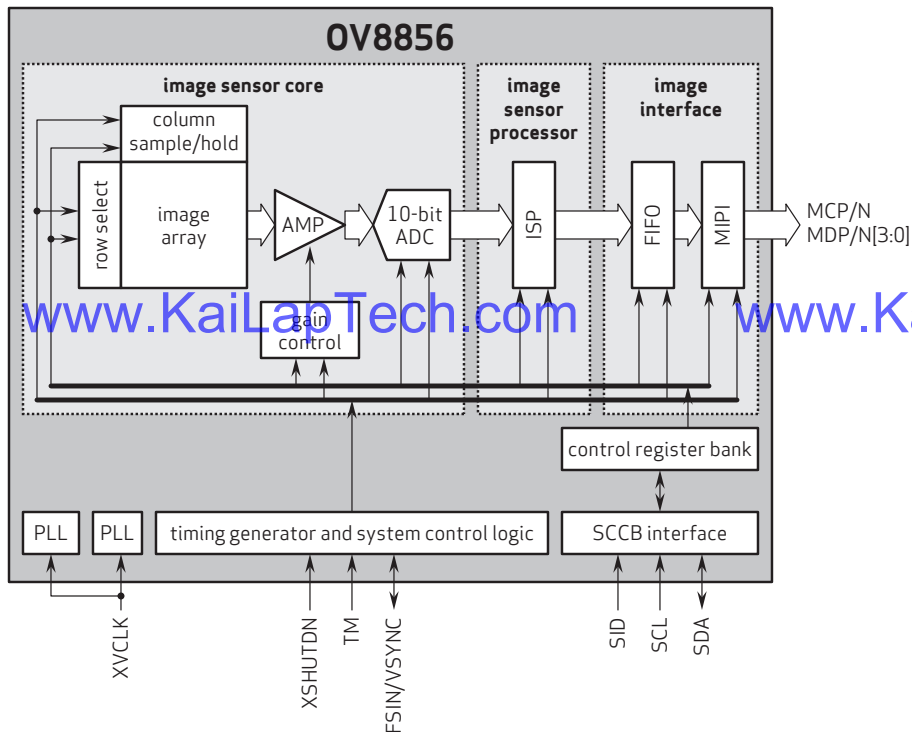 OV8856
image sensor core
image
sensor
processor
image
interface
column
sample/hold
row select
image
array
AMP
10-bit
ADC
ISP
FIFO
MIPI
MCP/N
MDP/N[3:0]
www.KaiLapTech.com
www.Ka
gain
control
control register bank
PLL
PLL
timing generator and system control logic
SCCB interface
XVCLK
XSHUTDN
TM
FSIN/VSYNC
SID
SCL
SDA